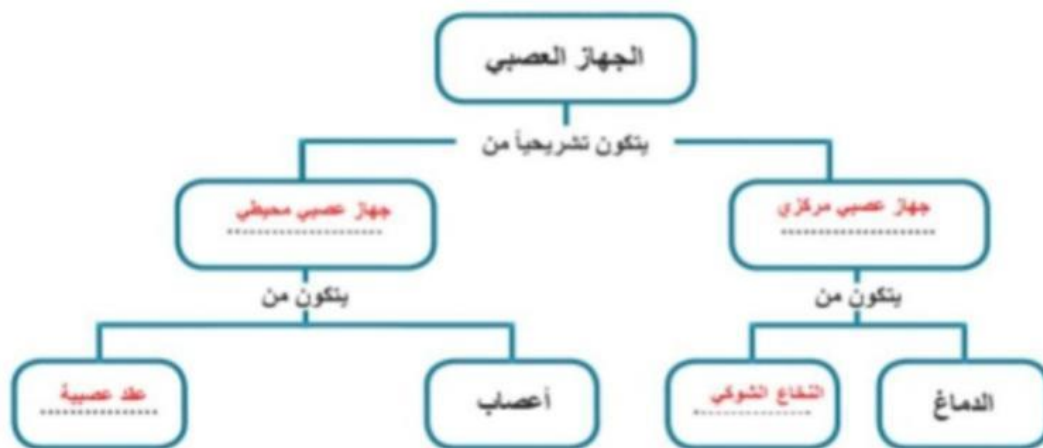 الجهاز العصبي
يتكون تشريحياً من
جهاز عصبي مركزي
جهاز عصبي محيطي
يتكون من
يتكون من
الدماغ
النخاع الشوكي
أعصاب
عقد عصبية